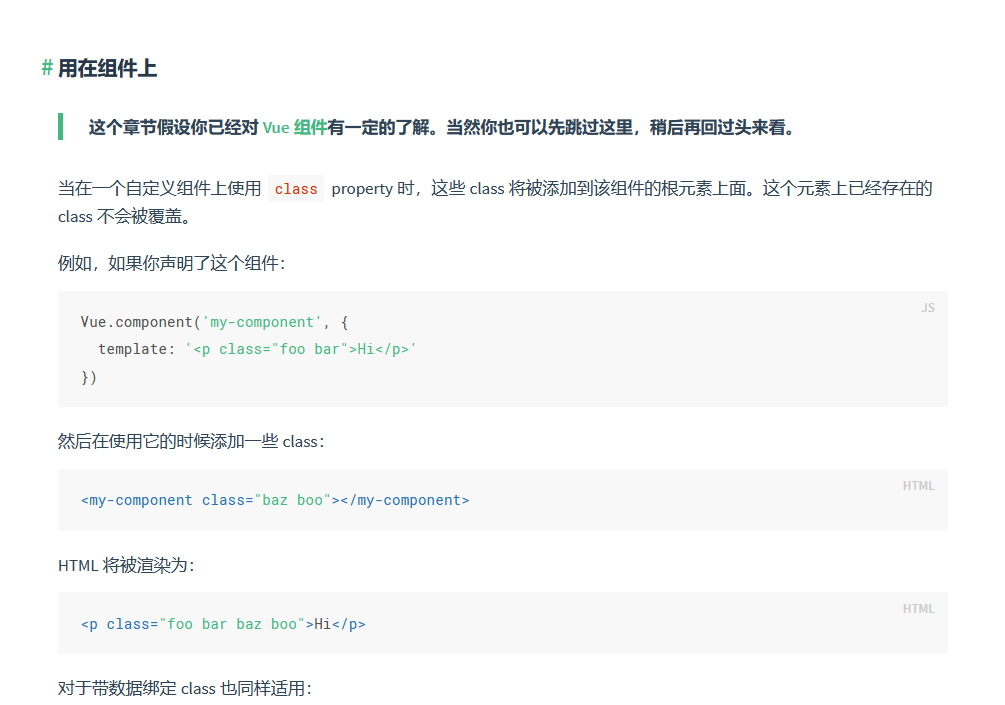 # 用在组件上
这个章节假设你已经对 Vue 组件有一定的了解。当然你也可以先跳过这里，稍后再回过头来看。
当在一个自定义组件上使用 class property 时，这些 class 将被添加到该组件的根元素上面。这个元素上已经存在的
class 不会被覆盖。
例如，如果你声明了这个组件：
JS
Vue.component('my-component', {
  template: '<p class="foo bar">Hi</p>'
})
然后在使用它的时候添加一些 class：
HTML
<my-component class="baz boo"></my-component>
HTML 将被渲染为：
HTML
<p class="foo bar baz boo">Hi</p>
对于带数据绑定 class 也同样适用：